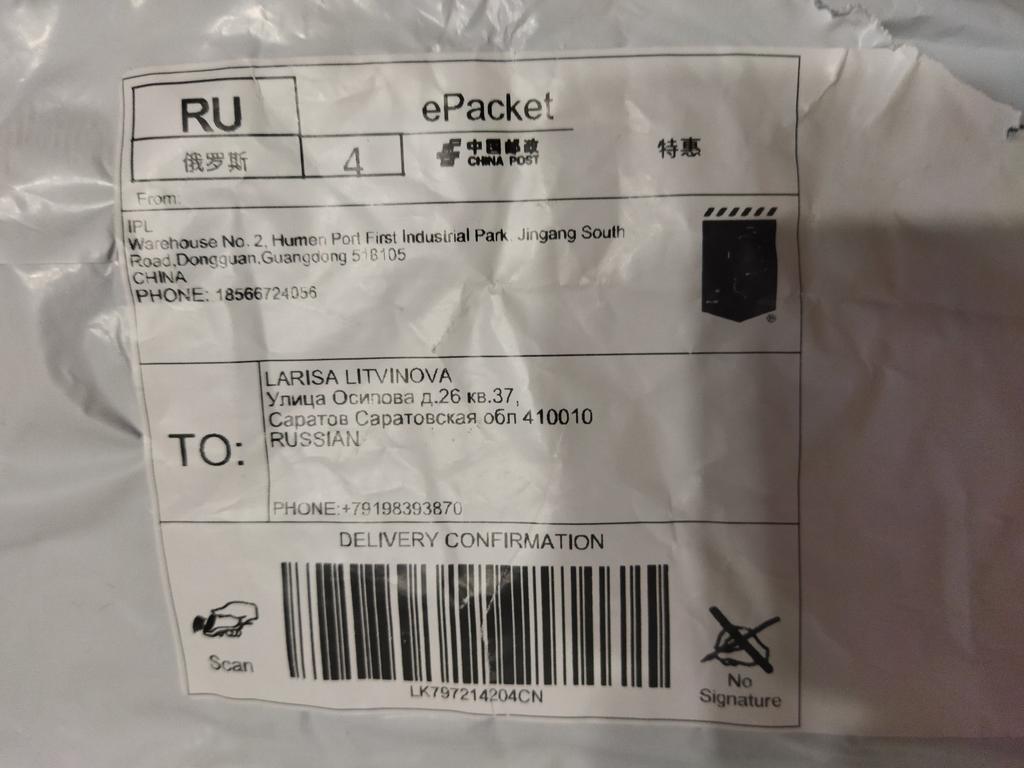 RU
ePacket
俄罗斯
4
中国邮政
CHINA POST
特惠
From:
IPL
Warehouse No. 2, Humen Port First Industrial Park, Jingang South
Road,Dongguan,Guangdong 518105
CHINA
PHONE: 18566724056
®
TO:
LARISA LITVINOVA
Улица Осипова д.26 кв.37,
Саратов Саратовская обл 410010
RUSSIAN
PHONE:+79198393870
DELIVERY CONFIRMATION
Scan
LK797214204CN
No
Signature